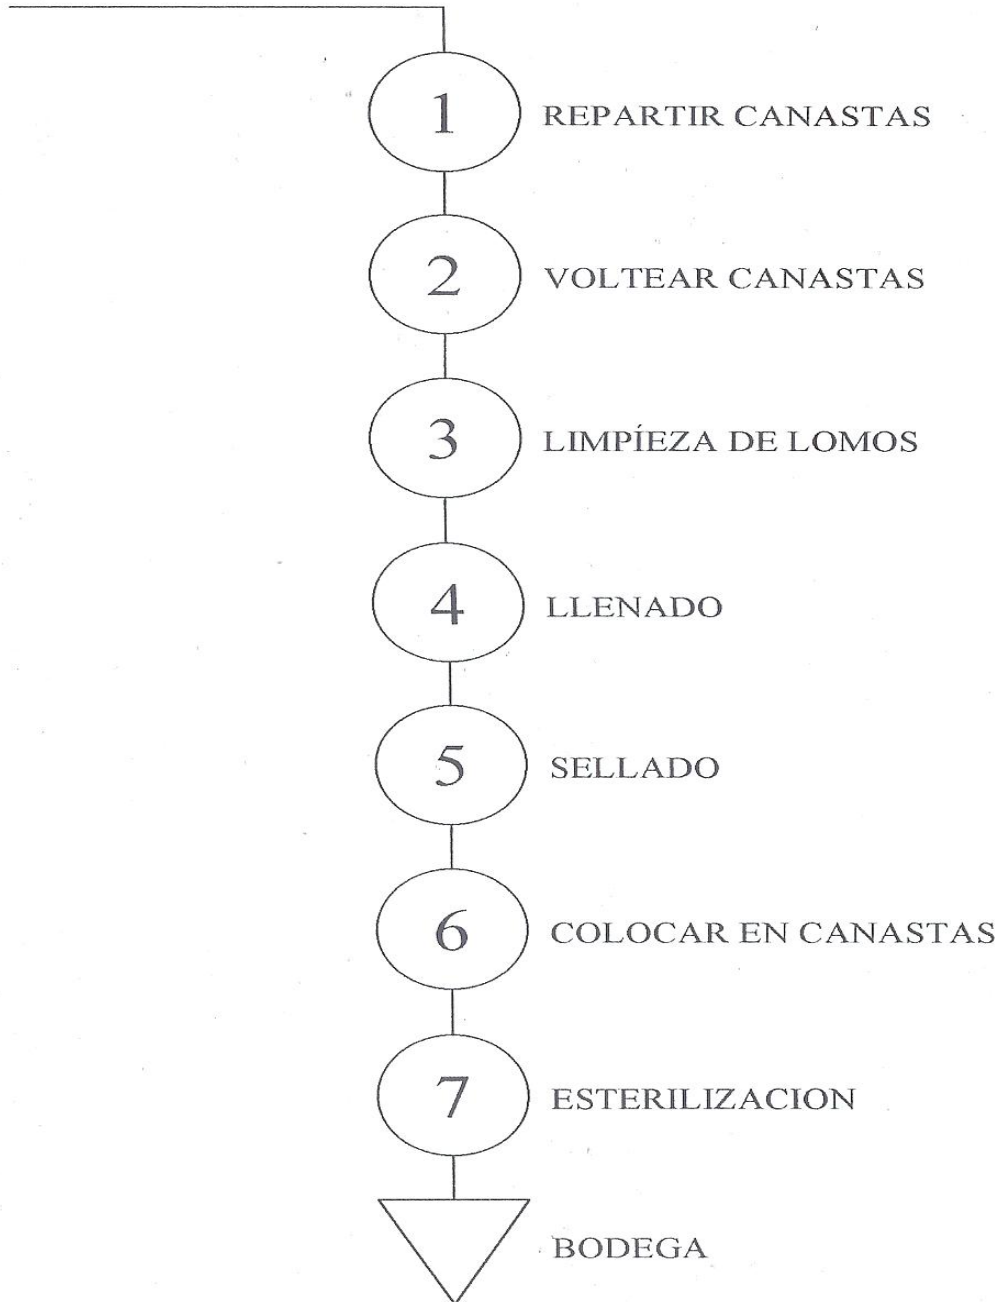 1 REPARTIR CANASTAS
2 VOLTEAR CANASTAS
3 LIMPÍEZA DE LOMOS
4 LLENADO
5 SELLADO
6 COLOCAR EN CANASTAS
7 ESTERILIZACION
BODEGA